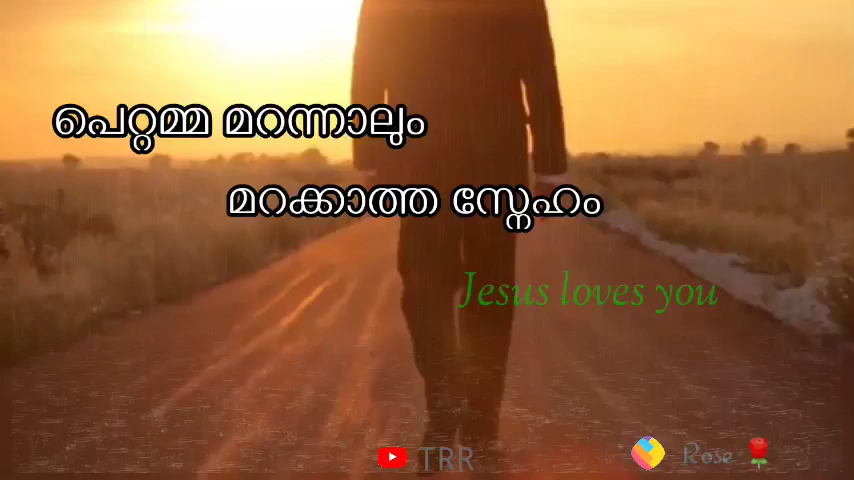 പെറ്റമ്മ മറന്നാലും
മറക്കാത്ത സ്നേഹം
Jesus loves you
TRR
Rose